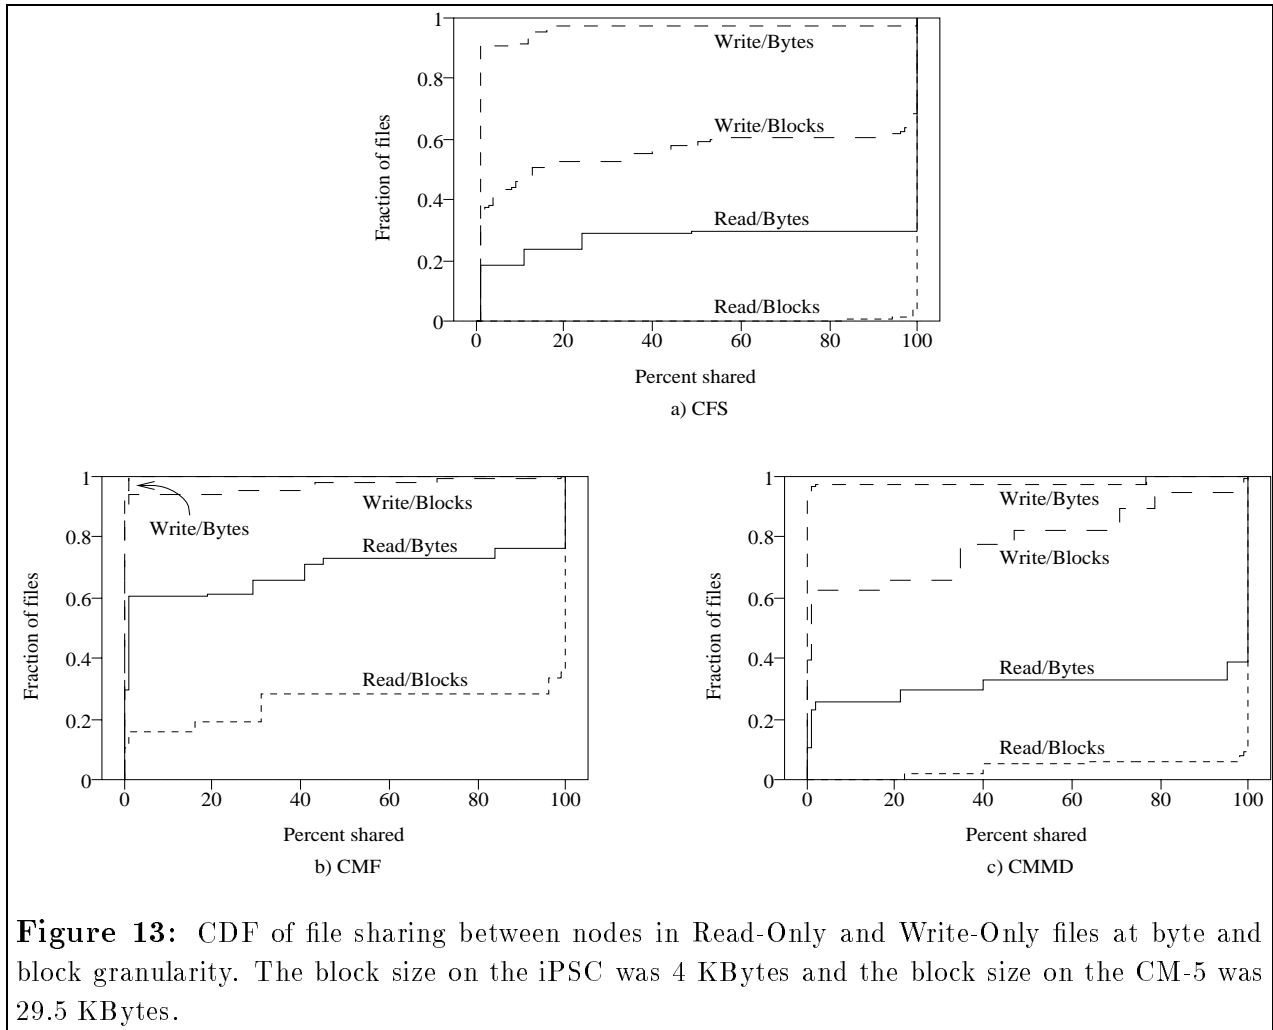 1
0.8
0.6
0.4
0.2
0
Fraction of files
Write/Bytes
Write/Blocks
Read/Bytes
Read/Blocks
0 20 40 60 80 100
Percent shared
a) CFS
1
0.8
0.6
0.4
0.2
0
Fraction of files
Write/Blocks
Write/Bytes
Read/Bytes
Read/Blocks
0 20 40 60 80 100
Percent shared
b) CMF
1
0.8
0.6
0.4
0.2
0
Fraction of files
Write/Bytes
Write/Blocks
Read/Bytes
Read/Blocks
0 20 40 60 80 100
Percent shared
c) CMMD
Figure 13: CDF of file sharing between nodes in Read-Only and Write-Only files at byte and
block granularity. The block size on the iPSC was 4 KBytes and the block size on the CM-5 was
29.5 KBytes.